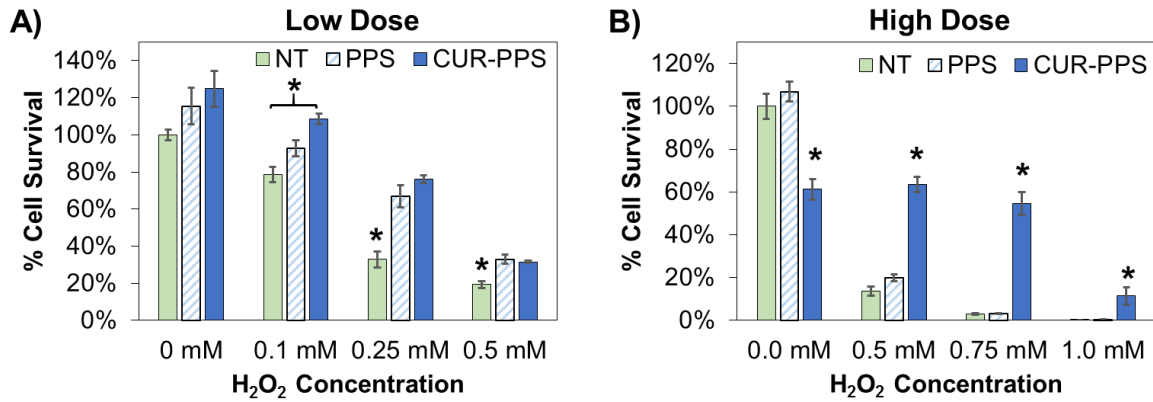 A)
Low Dose
NT PPS CUR-PPS
140%
120%
100%
80%
60%
40%
20%
0%
% Cell Survival
*
*
*
0 mM 0.1 mM 0.25 mM 0.5 mM
H₂O₂ Concentration
B)
High Dose
NT PPS CUR-PPS
120%
100%
80%
60%
40%
20%
0%
% Cell Survival
*
*
*
*
0.0 mM 0.5 mM 0.75 mM 1.0 mM
H₂O₂ Concentration